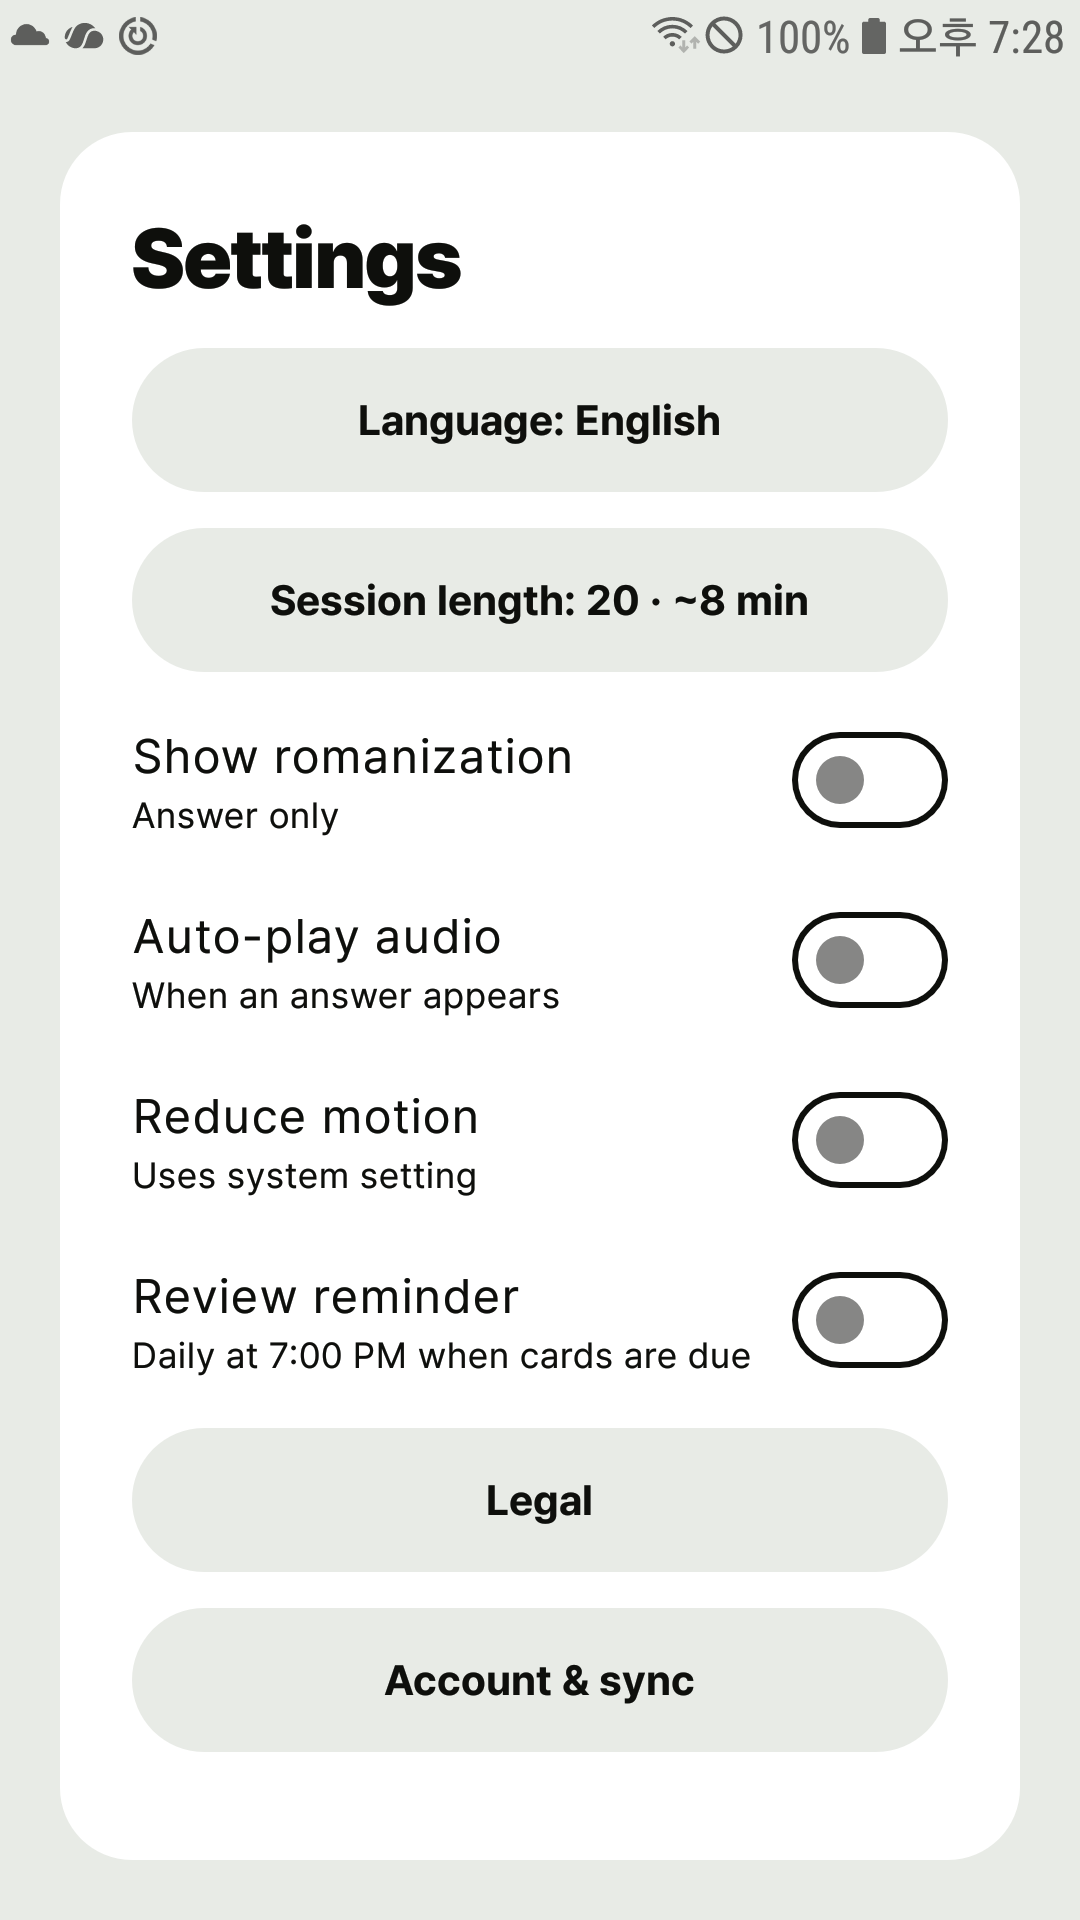 100% 오후 7:28
Settings
Language: English
Session length: 20 · ~8 min
Show romanization
Answer only
Auto-play audio
When an answer appears
Reduce motion
Uses system setting
Review reminder
Daily at 7:00 PM when cards are due
Legal
Account & sync